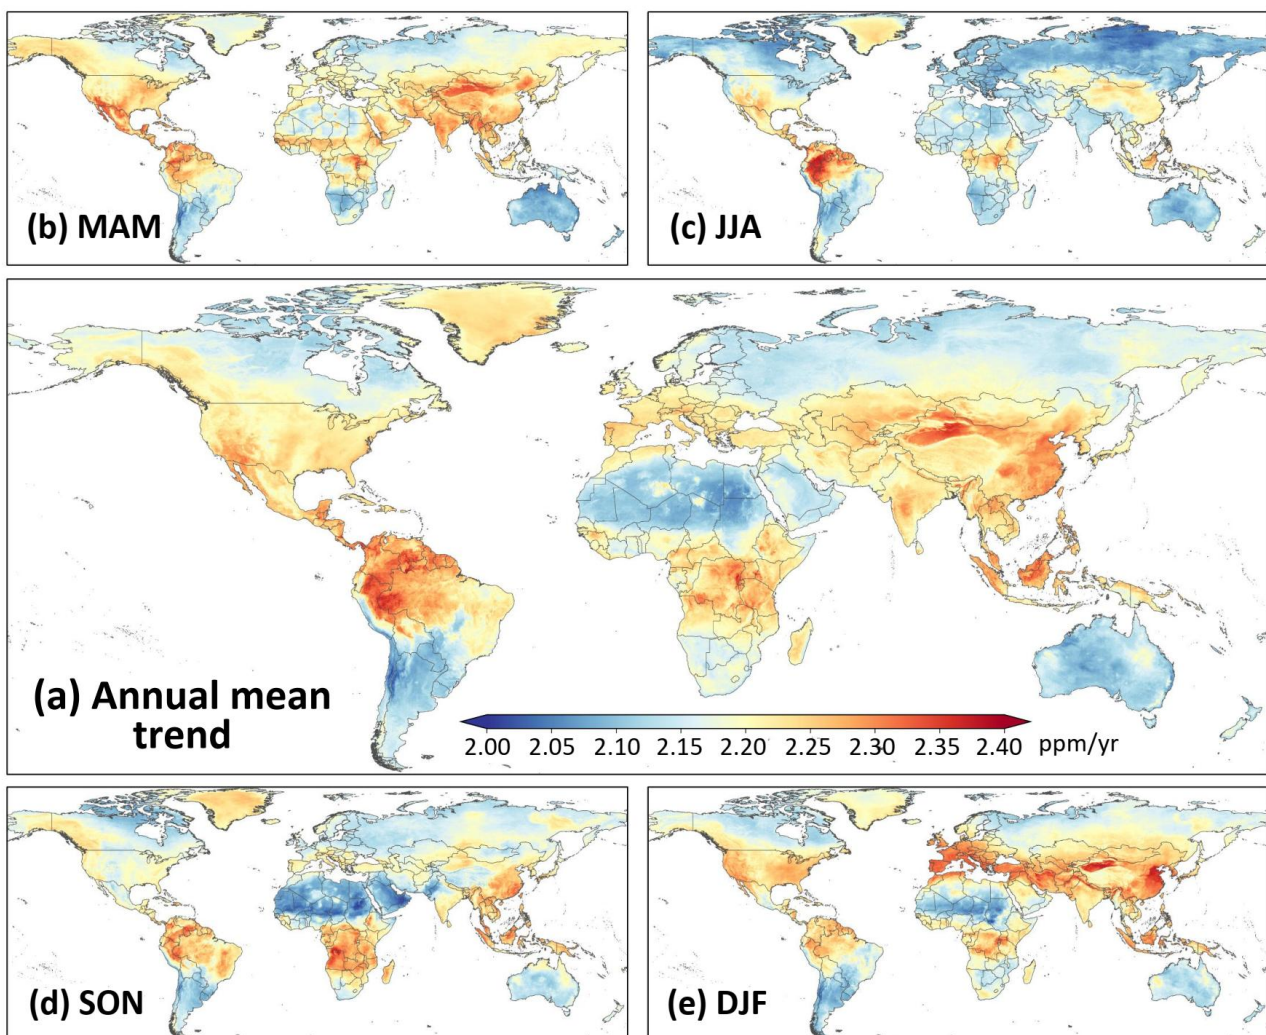 (b) MAM
(c) JJA
(a) Annual mean
trend
2.00 2.05 2.10 2.15 2.20 2.25 2.30 2.35 2.40 ppm/yr
(d) SON
(e) DJF